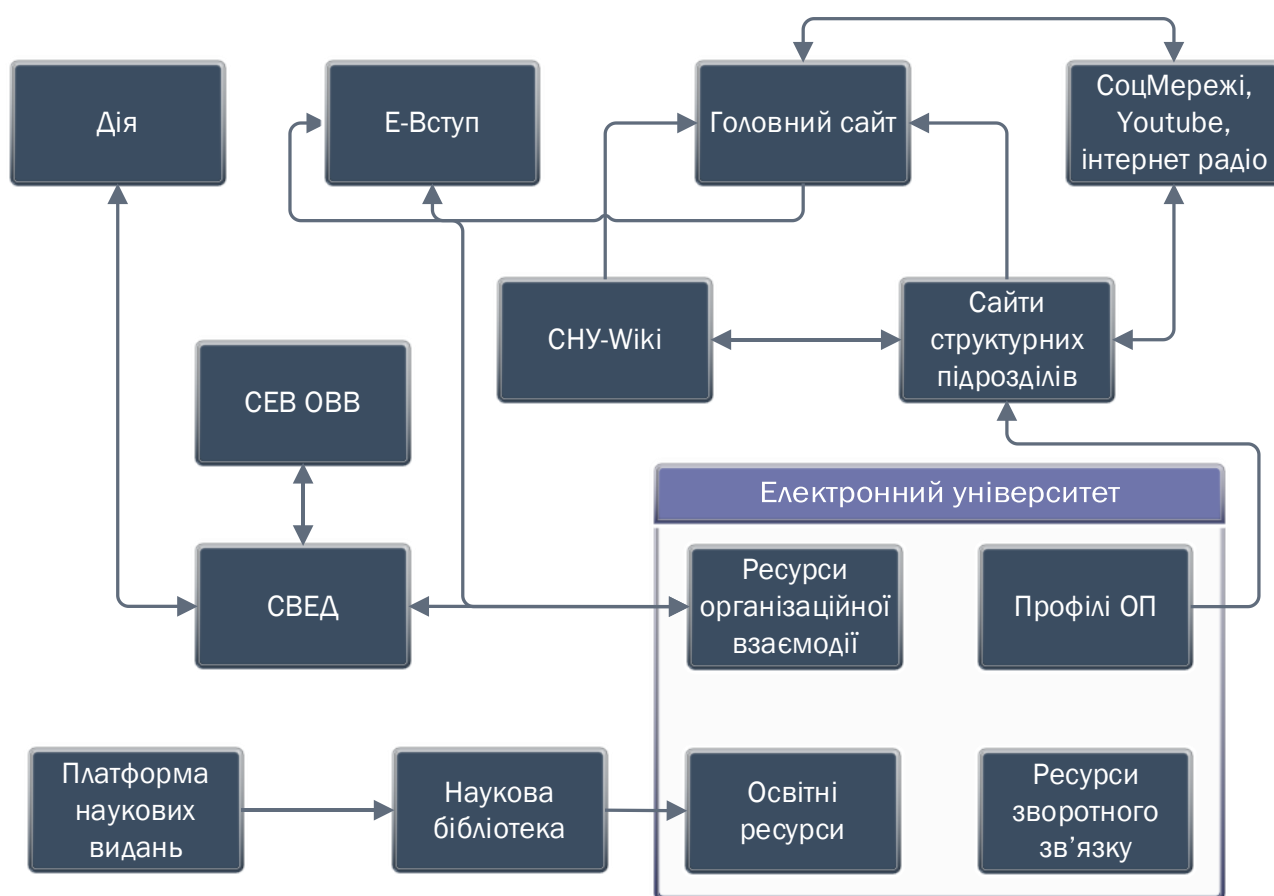 Дія
Е-Вступ
Головний сайт
СоцМережі,
Youtube,
інтернет радіо
СНУ-Wiki
Сайти
структурних
підрозділів
СЕВ ОВВ
Електронний університет
СВЕД
Ресурси
організаційної
взаємодії
Профілі ОП
Платформа
наукових
видань
Наукова
бібліотека
Освітні
ресурси
Ресурси
зворотного
зв’язку